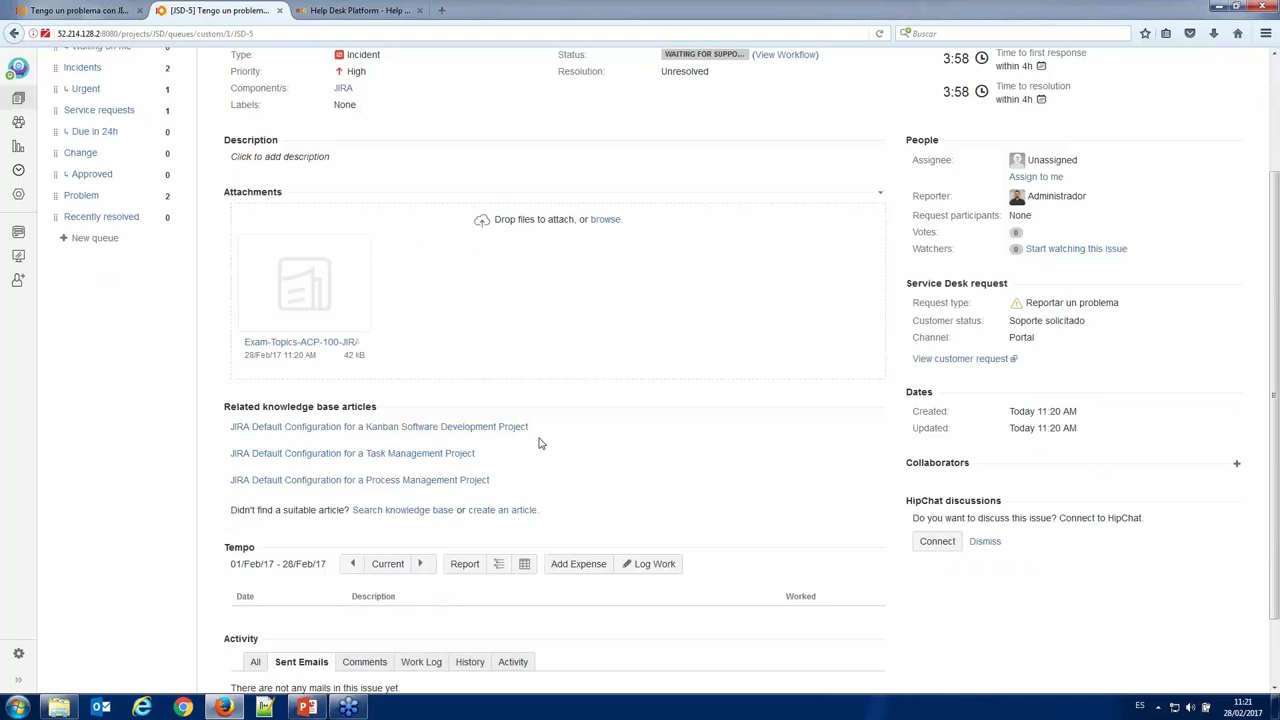 Tengo un problema con JI...
[JSD-5] Tengo un problem...
Help Desk Platform - Help ...
52.214.128.2:8080/projects/JSD/queues/custom/1/JSD-5
Buscar
Waiting on me
Incidents 2
Urgent 1
Service requests 1
Due in 24h 0
Change 0
Approved 0
Problem 2
Recently resolved 0
New queue
Type: Incident
Status: WAITING FOR SUPPO... (View Workflow)
Priority: High
Resolution: Unresolved
Component/s: JIRA
Labels: None
Description
Click to add description
Attachments
Drop files to attach, or browse.
Exam-Topics-ACP-100-JIRA
28/Feb/17 11:20 AM 42 kB
Related knowledge base articles
JIRA Default Configuration for a Kanban Software Development Project
JIRA Default Configuration for a Task Management Project
JIRA Default Configuration for a Process Management Project
Didn't find a suitable article? Search knowledge base or create an article.
Tempo
01/Feb/17 - 28/Feb/17 Current Report Add Expense Log Work
Date Description Worked
Activity
All Sent Emails Comments Work Log History Activity
There are not any mails in this issue yet.
3:58 Time to first response
within 4h
3:58 Time to resolution
within 4h
People
Assignee: Unassigned
Assign to me
Reporter: Administrador
Request participants: None
Votes: 0
Watchers: 0 Start watching this issue
Service Desk request
Request type: Reportar un problema
Customer status: Soporte solicitado
Channel: Portal
View customer request
Dates
Created: Today 11:20 AM
Updated: Today 11:20 AM
Collaborators
HipChat discussions
Do you want to discuss this issue? Connect to HipChat.
Connect Dismiss
ES
11:21
28/02/2017